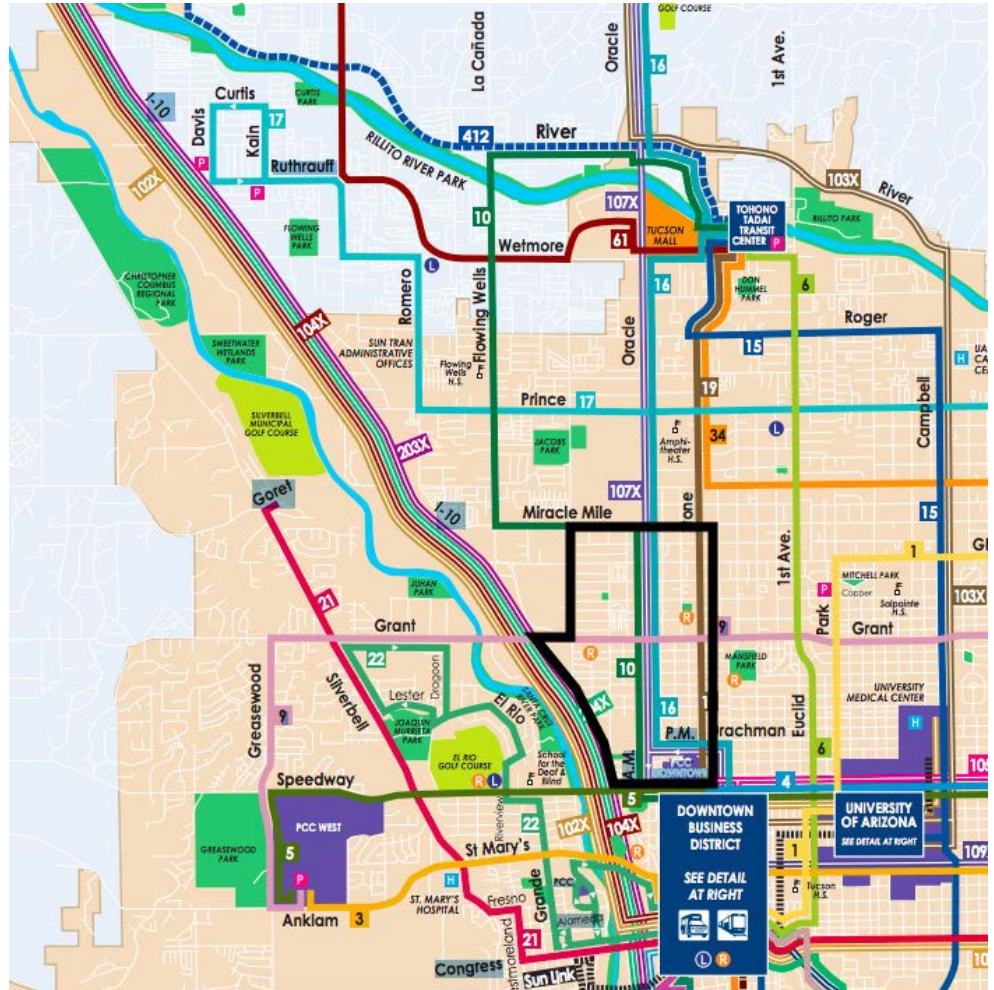 GOLF COURSE
La Cañada
Oracle
1st Ave.
16
I-10
Curtis
CURTIS
PARK
Davis
Kain
17
412
River
P
Ruthrauff
P
RILLITO RIVER PARK
102X
103X
River
10
107X
TOHONO
TADAI
TRANSIT
CENTER
P
RILLITO PARK
FLOWING
WELLS
PARK
Wetmore
61
TUCSON
MALL
L
CHRISTOPHER
COLUMBUS
REGIONAL
PARK
Romero
Flowing Wells
16
DON
HUMMEL
PARK
6
104X
Oracle
Roger
15
SUN TRAN
ADMINISTRATIVE
OFFICES
SWEETWATER
WETLANDS
PARK
Flowing
Wells
H.S.
H
Campbell
19
Prince
17
SILVERBELL
MUNICIPAL
GOLF COURSE
203X
JACOBS
PARK
Amphi-
theater
H.S.
34
L
Goret
I-10
107X
Miracle Mile
15
1
1st Ave.
MITCHELL PARK
Copper
Salpointe
H.S.
P
Park
103X
JUHAN
PARK
21
R
Grant
9
Grant
22
R
MANSFIELD
PARK
R
Dragoon
Lester
10
Greasewood
9
Silverbell
El Rio
SANTA CRUZ
RIVER PARK
UNIVERSITY
MEDICAL CENTER
H
JOAQUIN
MURRIETA
PARK
16
P.M.
Euclid
6
EL RIO
GOLF COURSE
R
L
School
for the
Deaf &
Blind
A.M.
PCC
DOWNTOWN
Speedway
5
4
Riverview
22
102X
104X
PCC WEST
5
GREASEWOOD
PARK
P
DOWNTOWN
BUSINESS
DISTRICT
SEE DETAIL
AT RIGHT
L
R
UNIVERSITY
OF ARIZONA
SEE DETAIL AT RIGHT
St Mary's
R
1
Tucson
H.S.
Grande
PCC
H
ST. MARY'S
HOSPITAL
Fresno
Anklam
3
Alameda
21
Congress
Sun Link